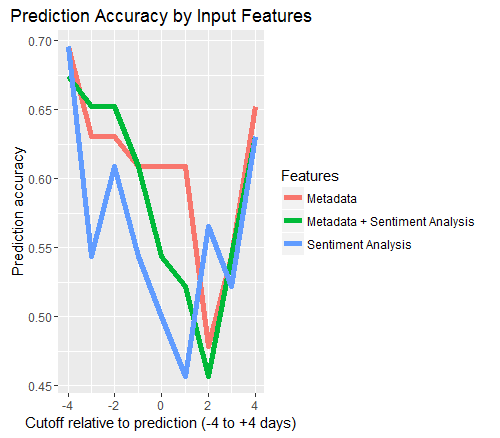 Prediction Accuracy by Input Features
0.70
0.65
0.60
0.55
0.50
0.45
Prediction accuracy
-4 -2 0 2 4
Cutoff relative to prediction (-4 to +4 days)
Features
Metadata
Metadata + Sentiment Analysis
Sentiment Analysis